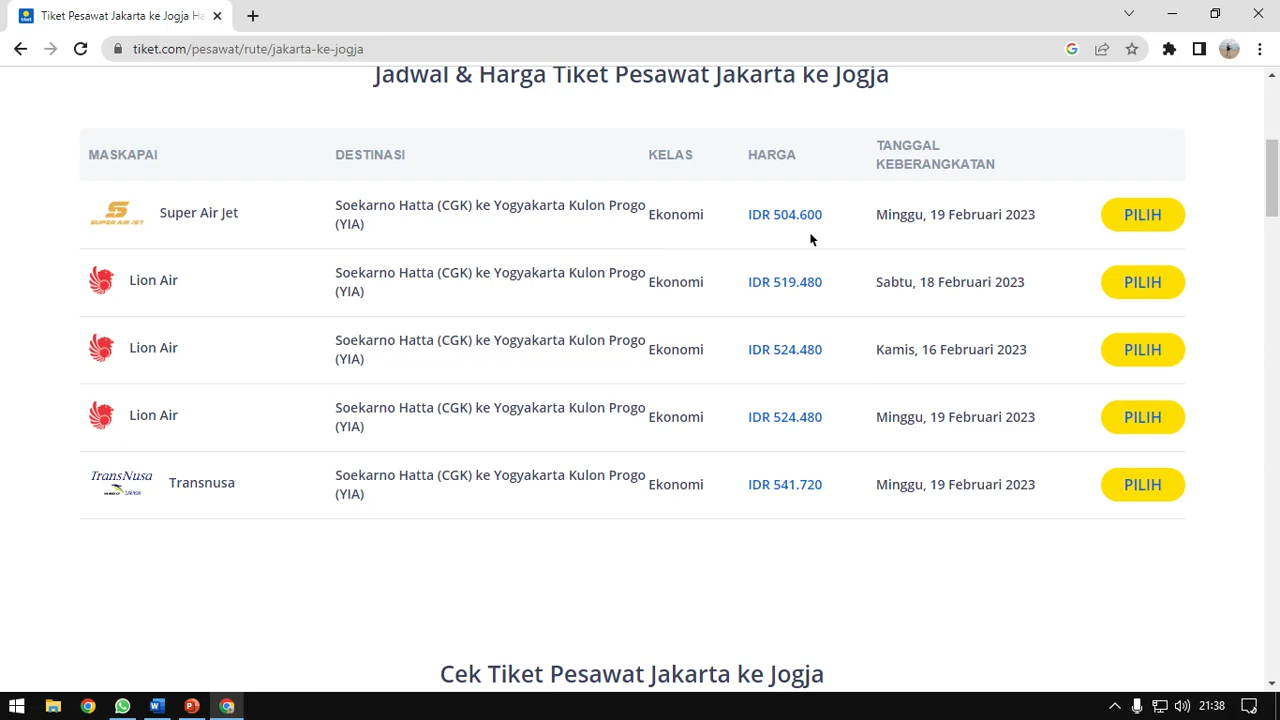 Tiket Pesawat Jakarta ke Jogja Ha
tiket.com/pesawat/rute/jakarta-ke-jogja
Jadwal & Harga Tiket Pesawat Jakarta ke Jogja
MASKAPAI DESTINASI KELAS HARGA TANGGAL KEBERANGKATAN
SUPER AIR JET Super Air Jet Soekarno Hatta (CGK) ke Yogyakarta Kulon Progo (YIA) Ekonomi IDR 504.600 Minggu, 19 Februari 2023 PILIH
Lion Air Soekarno Hatta (CGK) ke Yogyakarta Kulon Progo (YIA) Ekonomi IDR 519.480 Sabtu, 18 Februari 2023 PILIH
Lion Air Soekarno Hatta (CGK) ke Yogyakarta Kulon Progo (YIA) Ekonomi IDR 524.480 Kamis, 16 Februari 2023 PILIH
Lion Air Soekarno Hatta (CGK) ke Yogyakarta Kulon Progo (YIA) Ekonomi IDR 524.480 Minggu, 19 Februari 2023 PILIH
TransNusa Transnusa Soekarno Hatta (CGK) ke Yogyakarta Kulon Progo (YIA) Ekonomi IDR 541.720 Minggu, 19 Februari 2023 PILIH
Cek Tiket Pesawat Jakarta ke Jogja
21:38